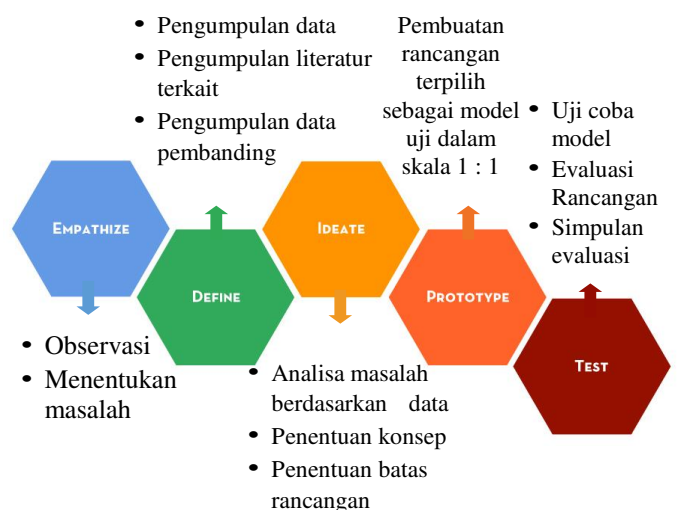 • Pengumpulan data
• Pengumpulan literatur
terkait
• Pengumpulan data
pembanding
Pembuatan
rancangan
terpilih
sebagai model
uji dalam
skala 1 : 1
• Uji coba
model
• Evaluasi
Rancangan
• Simpulan
evaluasi
EMPATHIZE
DEFINE
IDEATE
PROTOTYPE
TEST
• Observasi
• Menentukan
masalah
• Analisa masalah
berdasarkan data
• Penentuan konsep
• Penentuan batas
rancangan